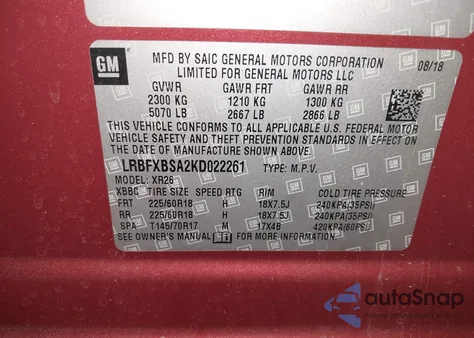 GM
MFD BY SAIC GENERAL MOTORS CORPORATION 08/18
LIMITED FOR GENERAL MOTORS LLC
GVWR GAWR FRT GAWR RR
2300 KG 1210 KG 1300 KG
5070 LB 2667 LB 2866 LB
THIS VEHICLE CONFORMS TO ALL APPLICABLE U.S. FEDERAL MOTOR
VEHICLE SAFETY AND THEFT PREVENTION STANDARDS IN EFFECT
ON THE DATE OF MANUFACTURE SHOWN ABOVE.
LRBFXBSA2KD022261 TYPE: M.P.V.
MODEL: XR26
XBBC TIRE SIZE SPEED RTG RIM COLD TIRE PRESSURE
FRT 225/60R18 H 18X7.5J 240KPA(35PSI)
RR 225/60R18 H 18X7.5J 240KPA(35PSI)
SPA T145/70R17 M 17X4B 420KPA(60PSI)
SEE OWNER'S MANUAL FOR MORE INFORMATION.
autoSnap